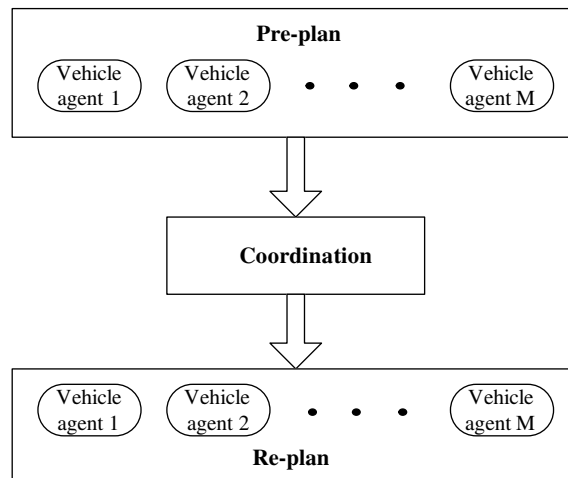 Pre-plan
Vehicle
agent 1
Vehicle
agent 2
Vehicle
agent M
Coordination
Vehicle
agent 1
Vehicle
agent 2
Vehicle
agent M
Re-plan